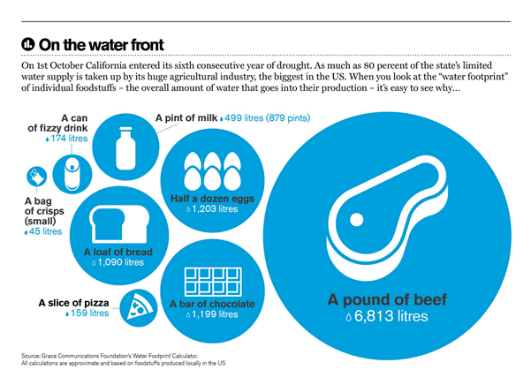 On the water front
On 1st October California entered its sixth consecutive year of drought. As much as 80 percent of the state's limited
water supply is taken up by its huge agricultural industry, the biggest in the US. When you look at the "water footprint"
of individual foodstuffs – the overall amount of water that goes into their production – it's easy to see why...
A can
of fizzy drink
174 litres
A pint of milk 499 litres (879 pints)
A bag
of crisps
(small)
45 litres
Half a dozen eggs
1,203 litres
A loaf of bread
1,090 litres
A slice of pizza
159 litres
A bar of chocolate
1,199 litres
A pound of beef
6,813 litres
Source: Grace Communications Foundation's Water Footprint Calculator.
All calculations are approximate and based on foodstuffs produced locally in the US